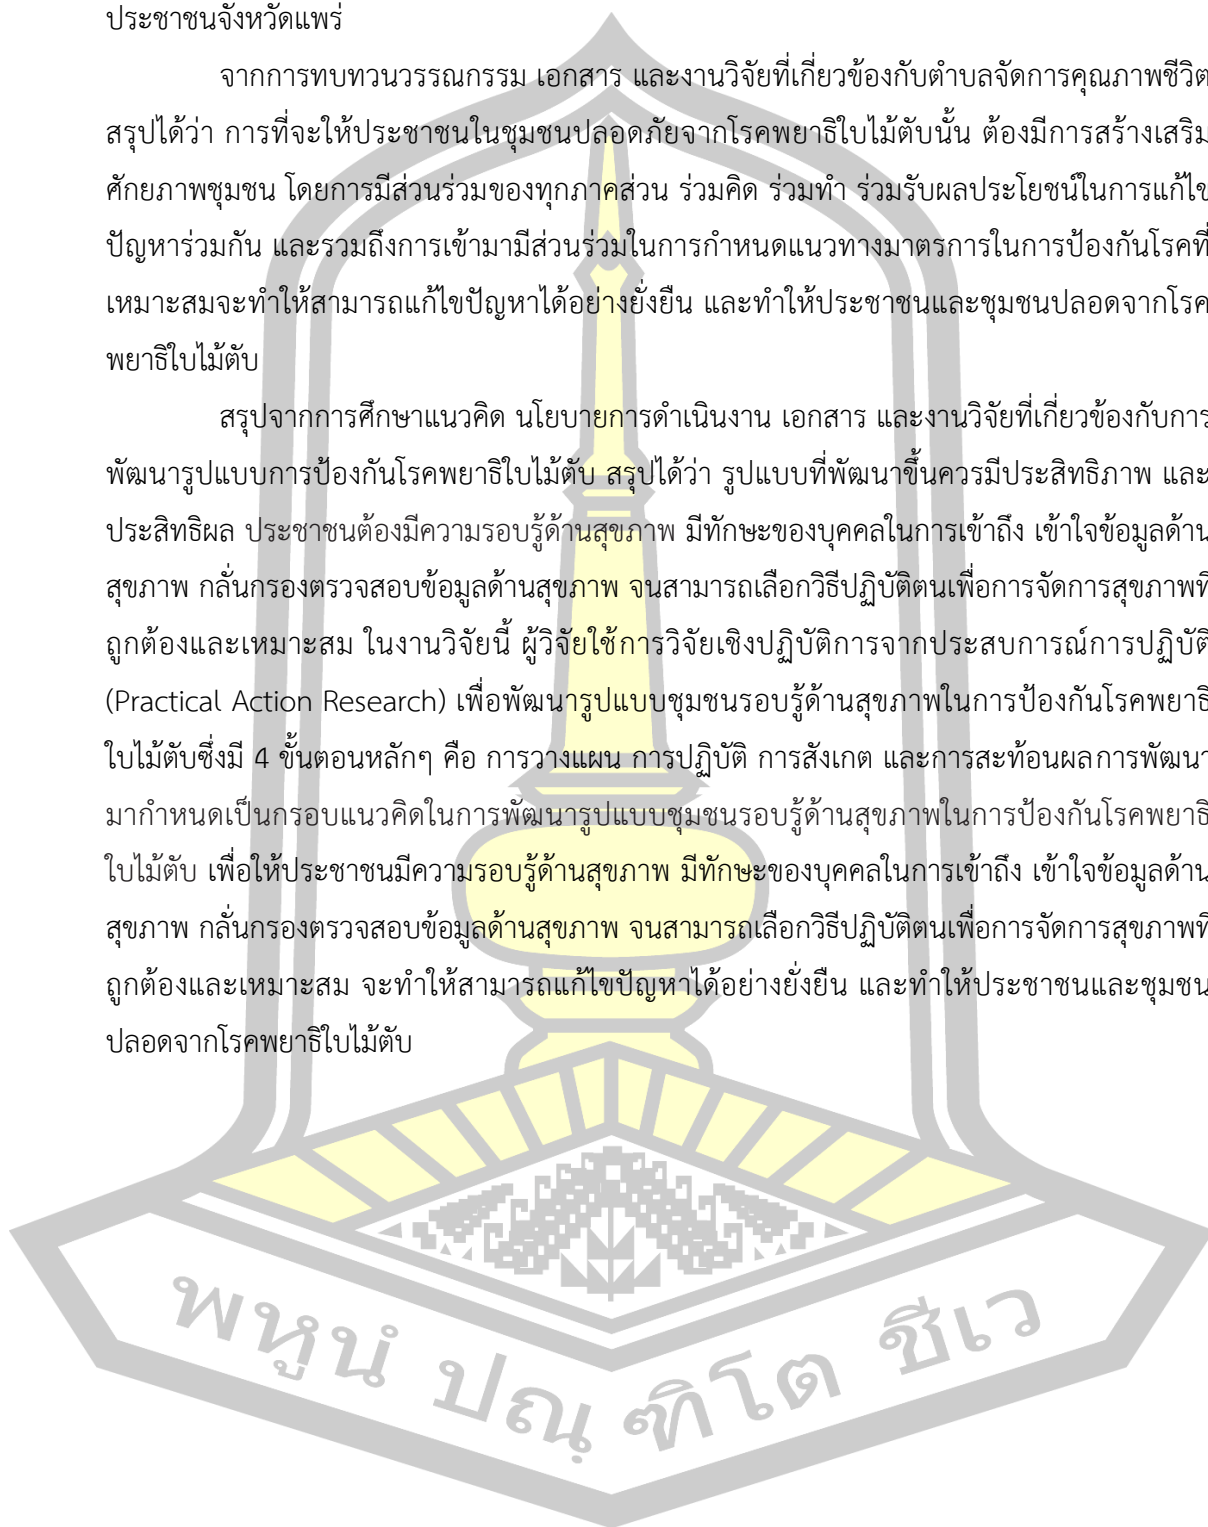 ประชาชนจังหวัดแพร่
จากการทบทวนวรรณกรรม เอกสาร และงานวิจัยที่เกี่ยวข้องกับตำบลจัดการคุณภาพชีวิต
สรุปได้ว่า การที่จะให้ประชาชนในชุมชนปลอดภัยจากโรคพยาธิใบไม้ตับนั้น ต้องมีการสร้างเสริม
ศักยภาพชุมชน โดยการมีส่วนร่วมของทุกภาคส่วน ร่วมคิด ร่วมทำ ร่วมรับผลประโยชน์ในการแก้ไข
ปัญหาร่วมกัน และรวมถึงการเข้ามามีส่วนร่วมในการกำหนดแนวทางมาตรการในการป้องกันโรคที่
เหมาะสมจะทำให้สามารถแก้ไขปัญหาได้อย่างยั่งยืน และทำให้ประชาชนและชุมชนปลอดจากโรค
พยาธิใบไม้ตับ
สรุปจากการศึกษาแนวคิด นโยบายการดำเนินงาน เอกสาร และงานวิจัยที่เกี่ยวข้องกับการ
พัฒนารูปแบบการป้องกันโรคพยาธิใบไม้ตับ สรุปได้ว่า รูปแบบที่พัฒนาขึ้นควรมีประสิทธิภาพ และ
ประสิทธิผล ประชาชนต้องมีความรอบรู้ด้านสุขภาพ มีทักษะของบุคคลในการเข้าถึง เข้าใจข้อมูลด้าน
สุขภาพ กลั่นกรองตรวจสอบข้อมูลด้านสุขภาพ จนสามารถเลือกวิธีปฏิบัติตนเพื่อการจัดการสุขภาพที่
ถูกต้องและเหมาะสม ในงานวิจัยนี้ ผู้วิจัยใช้การวิจัยเชิงปฏิบัติการจากประสบการณ์การปฏิบัติ
(Practical Action Research) เพื่อพัฒนารูปแบบชุมชนรอบรู้ด้านสุขภาพในการป้องกันโรคพยาธิ
ใบไม้ตับซึ่งมี 4 ขั้นตอนหลักๆ คือ การวางแผน การปฏิบัติ การสังเกต และการสะท้อนผลการพัฒนา
มากำหนดเป็นกรอบแนวคิดในการพัฒนารูปแบบชุมชนรอบรู้ด้านสุขภาพในการป้องกันโรคพยาธิ
ใบไม้ตับ เพื่อให้ประชาชนมีความรอบรู้ด้านสุขภาพ มีทักษะของบุคคลในการเข้าถึง เข้าใจข้อมูลด้าน
สุขภาพ กลั่นกรองตรวจสอบข้อมูลด้านสุขภาพ จนสามารถเลือกวิธีปฏิบัติตนเพื่อการจัดการสุขภาพที่
ถูกต้องและเหมาะสม จะทำให้สามารถแก้ไขปัญหาได้อย่างยั่งยืน และทำให้ประชาชนและชุมชน
ปลอดจากโรคพยาธิใบไม้ตับ
พหูนํ ปณฺฑิโต ชีเว